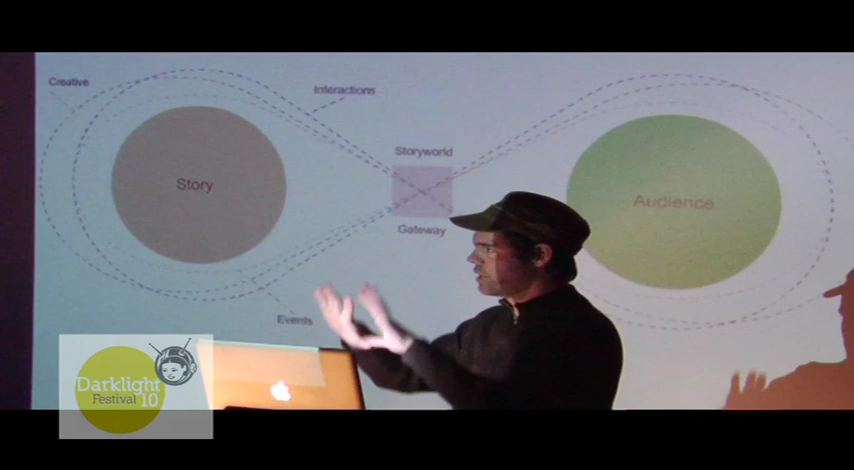 Creative
Interactions
Storyworld
Story
Audience
Gateway
Events
Darklight
Festival 10